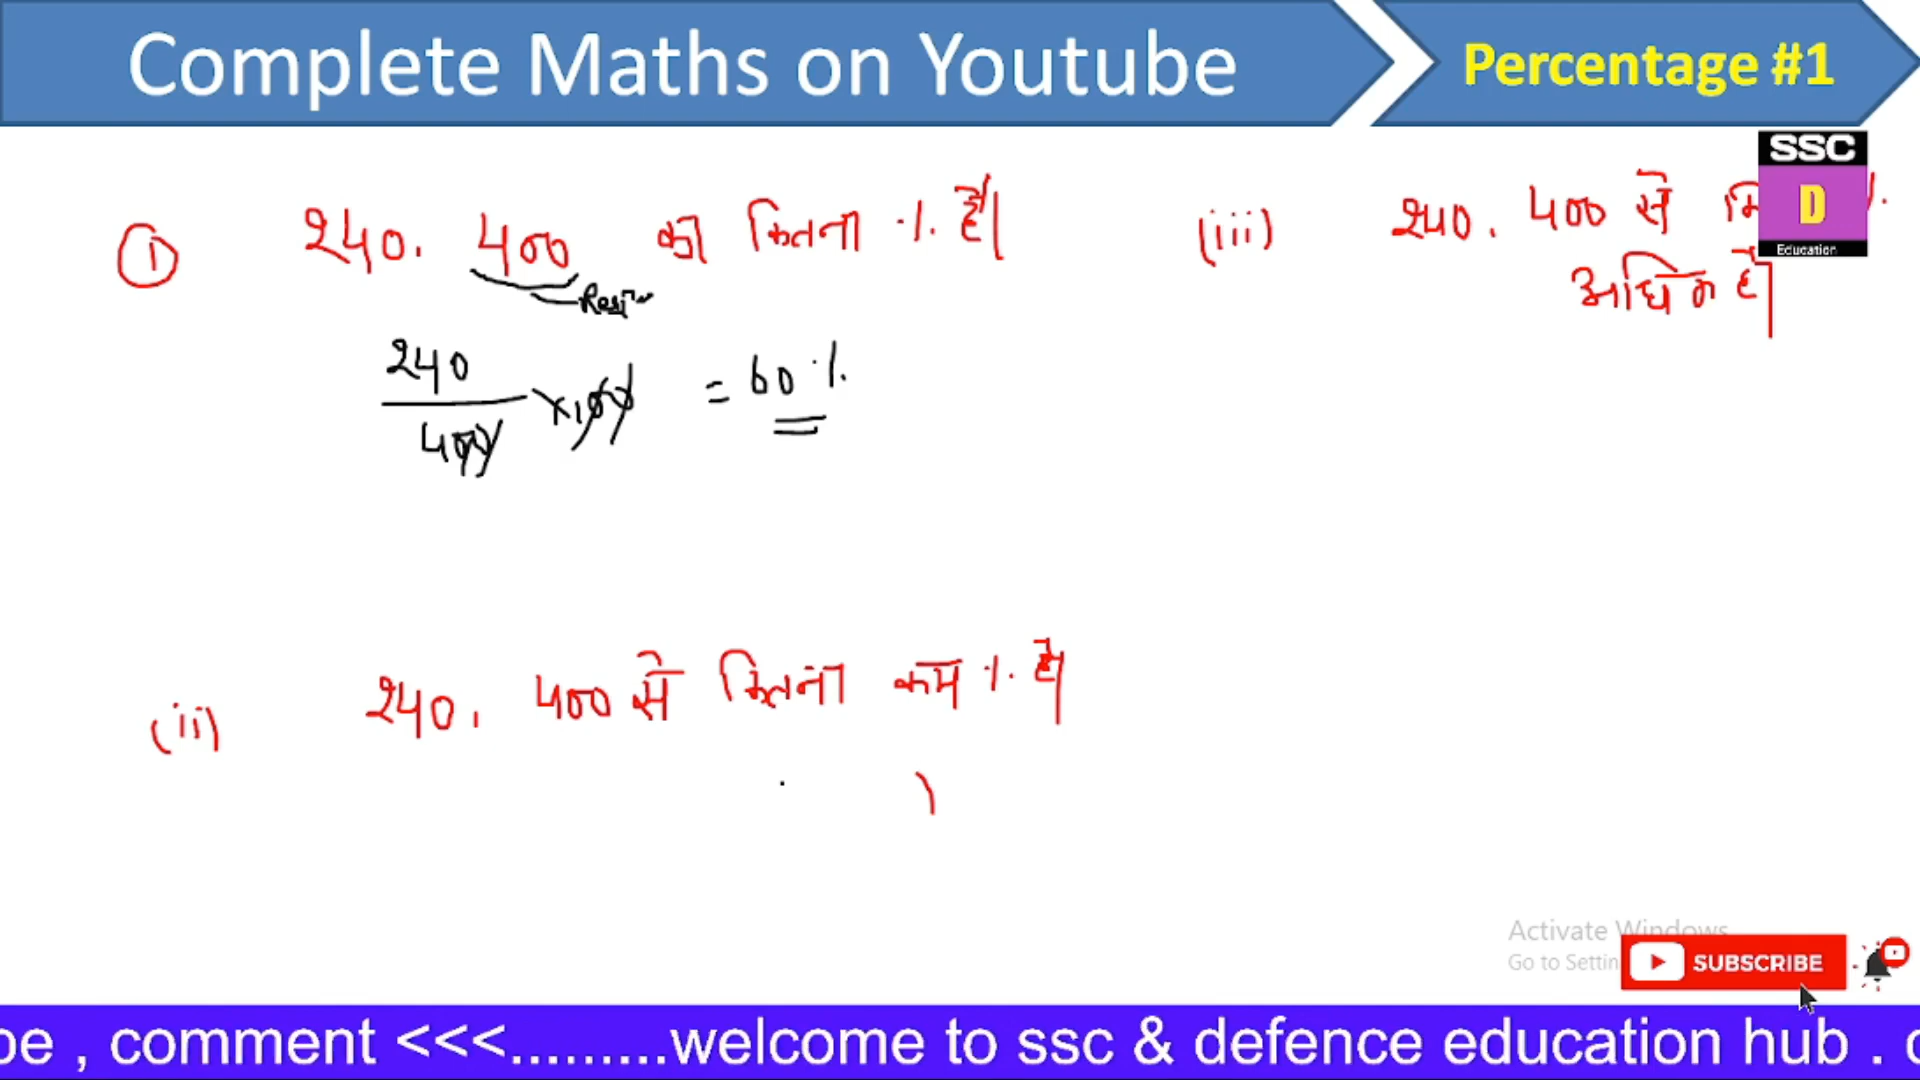 Complete Maths on Youtube
Percentage #1
SSC
D
Education
① 240, 400 का कितना % है।
240
400
×100 = 60 %
(ii) 240, 400 से कितना कम % है।
(iii) 240, 400 से
अधिक है।
Activate Windows
Go to Settin
SUBSCRIBE
be , comment <<<.........welcome to ssc & defence education hub .